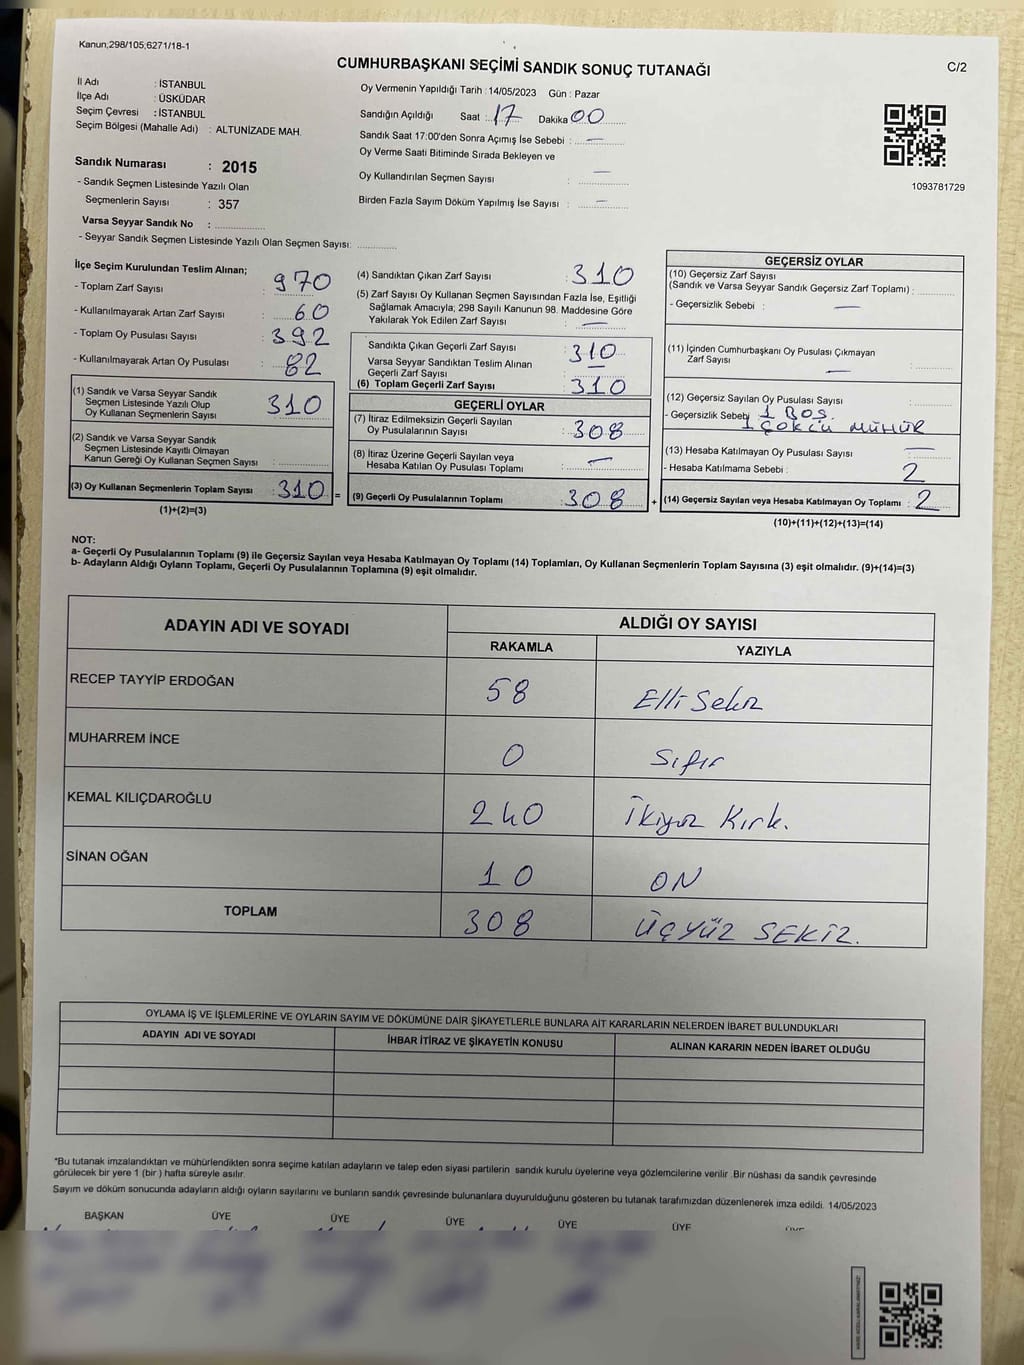 Kanun,298/105,6271/18-1
CUMHURBAŞKANI SEÇİMİ SANDIK SONUÇ TUTANAĞI
C/2
İl Adı : İSTANBUL
İlçe Adı : ÜSKÜDAR
Seçim Çevresi : İSTANBUL
Seçim Bölgesi (Mahalle Adı) : ALTUNİZADE MAH.
Sandık Numarası : 2015
- Sandık Seçmen Listesinde Yazılı Olan
Seçmenlerin Sayısı : 357
Varsa Seyyar Sandık No :
- Seyyar Sandık Seçmen Listesinde Yazılı Olan Seçmen Sayısı:
Oy Vermenin Yapıldığı Tarih : 14/05/2023 Gün : Pazar
Sandığın Açıldığı Saat : 17 Dakika 00
Sandık Saat 17:00'den Sonra Açımış İse Sebebi : —
Oy Verme Saati Bitiminde Sırada Bekleyen ve
Oy Kullandırılan Seçmen Sayısı : —
Birden Fazla Sayım Döküm Yapılmış İse Sayısı : —
1093781729
İlçe Seçim Kurulundan Teslim Alınan;
- Toplam Zarf Sayısı : 970
- Kullanılmayarak Artan Zarf Sayısı : 60
- Toplam Oy Pusulası Sayısı : 392
- Kullanılmayarak Artan Oy Pusulası : 82
(1) Sandık ve Varsa Seyyar Sandık
Seçmen Listesinde Yazılı Olup
Oy Kullanan Seçmenlerin Sayısı : 310
(2) Sandık ve Varsa Seyyar Sandık
Seçmen Listesinde Kayıtlı Olmayan
Kanun Gereği Oy Kullanan Seçmen Sayısı :
(3) Oy Kullanan Seçmenlerin Toplam Sayısı : 310 =
(1)+(2)=(3)
(4) Sandıktan Çıkan Zarf Sayısı : 310
(5) Zarf Sayısı Oy Kullanan Seçmen Sayısından Fazla İse, Eşitliği
Sağlamak Amacıyla; 298 Sayılı Kanunun 98. Maddesine Göre
Yakılarak Yok Edilen Zarf Sayısı : —
Sandıkta Çıkan Geçerli Zarf Sayısı : 310
Varsa Seyyar Sandıktan Teslim Alınan
Geçerli Zarf Sayısı : —
(6) Toplam Geçerli Zarf Sayısı : 310
GEÇERLİ OYLAR
(7) İtiraz Edilmeksizin Geçerli Sayılan
Oy Pusulalarının Sayısı : 308
(8) İtiraz Üzerine Geçerli Sayılan veya
Hesaba Katılan Oy Pusulası Toplamı : —
(9) Geçerli Oy Pusulalarının Toplamı : 308 +
GEÇERSİZ OYLAR
(10) Geçersiz Zarf Sayısı
(Sandık ve Varsa Seyyar Sandık Geçersiz Zarf Toplamı) :
- Geçersizlik Sebebi : —
(11) İçinden Cumhurbaşkanı Oy Pusulası Çıkmayan
Zarf Sayısı : —
(12) Geçersiz Sayılan Oy Pusulası Sayısı :
- Geçersizlik Sebebi 1 BOŞ.
1 ÇOKLU MÜHÜR
(13) Hesaba Katılmayan Oy Pusulası Sayısı : —
- Hesaba Katılmama Sebebi : 2
(14) Geçersiz Sayılan veya Hesaba Katılmayan Oy Toplamı : 2
(10)+(11)+(12)+(13)=(14)
NOT:
a- Geçerli Oy Pusulalarının Toplamı (9) ile Geçersiz Sayılan veya Hesaba Katılmayan Oy Toplamı (14) Toplamları, Oy Kullanan Seçmenlerin Toplam Sayısına (3) eşit olmalıdır. (9)+(14)=(3)
b- Adayların Aldığı Oyların Toplamı, Geçerli Oy Pusulalarının Toplamına (9) eşit olmalıdır.
ADAYIN ADI VE SOYADI
ALDIĞI OY SAYISI
RAKAMLA YAZIYLA
RECEP TAYYİP ERDOĞAN 58 Elli Sekiz
MUHARREM İNCE 0 Sıfır
KEMAL KILIÇDAROĞLU 240 İkiyüz Kırk.
SİNAN OĞAN 10 ON
TOPLAM 308 ÜÇYÜZ SEKİZ.
OYLAMA İŞ VE İŞLEMLERİNE VE OYLARIN SAYIM VE DÖKÜMÜNE DAİR ŞİKAYETLERLE BUNLARA AİT KARARLARIN NELERDEN İBARET BULUNDUKLARI
ADAYIN ADI VE SOYADI İHBAR İTİRAZ VE ŞİKAYETİN KONUSU ALINAN KARARIN NEDEN İBARET OLDUĞU
*Bu tutanak imzalandıktan ve mühürlendikten sonra seçime katılan adayların ve talep eden siyasi partilerin sandık kurulu üyelerine veya gözlemcilerine verilir .Bir nüshası da sandık çevresinde
görülecek bir yere 1 (bir ) hafta süreyle asılır.
Sayım ve döküm sonucunda adayların aldığı oyların sayılarını ve bunların sandık çevresinde bulunanlara duyurulduğunu gösteren bu tutanak tarafımızdan düzenlenerek imza edildi. 14/05/2023
BAŞKAN ÜYE ÜYE ÜYE ÜYE ÜYE ÜYE